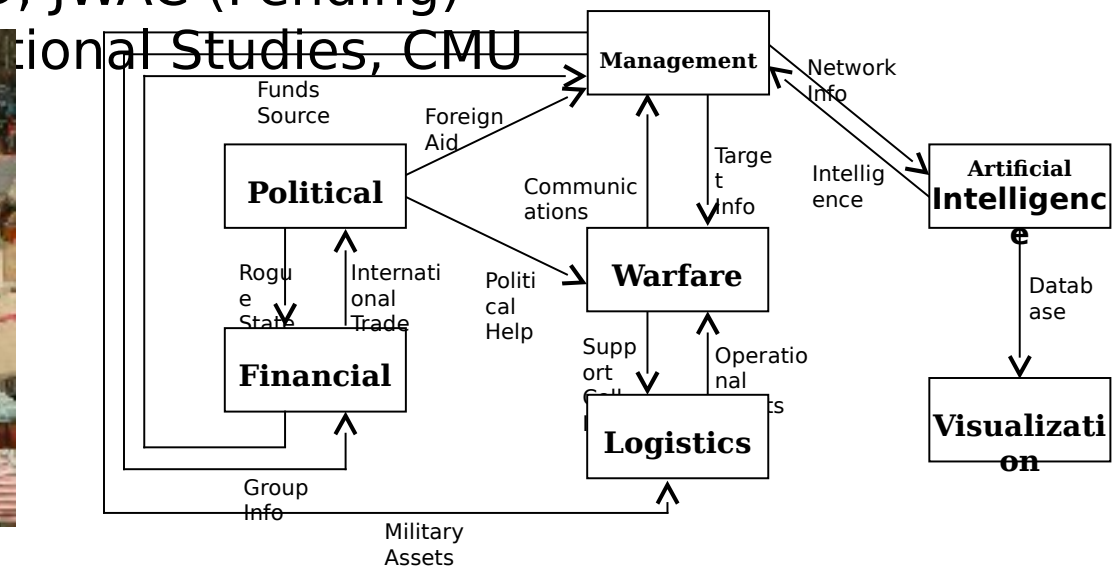 JWAC (Pending)
tional Studies, CMU
Management
Network
Info
Funds
Source
Foreign
Aid
Targe
t
Info
Intellig
ence
Artificial
Intelligenc
e
Political
Communic
ations
Warfare
Rogu
e
State
Internati
onal
Trade
Politi
cal
Help
Datab
ase
Financial
Supp
ort
Operatio
nal
ts
Logistics
Visualizati
on
Group
Info
Military
Assets